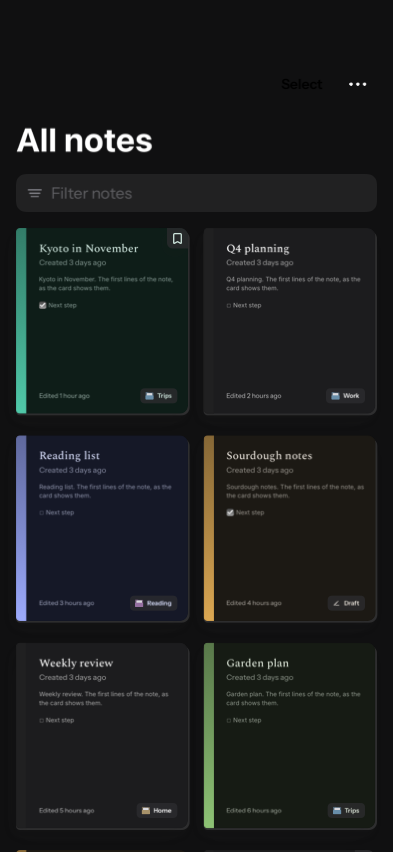 Select
All notes
Filter notes
Kyoto in November
Created 3 days ago
Kyoto in November. The first lines of the note,
as the card shows them.
Next step
Edited 1 hour ago
Trips
Q4 planning
Created 3 days ago
Q4 planning. The first lines of the note, as the
card shows them.
Next step
Edited 2 hours ago
Work
Reading list
Created 3 days ago
Reading list. The first lines of the note, as the
card shows them.
Next step
Edited 3 hours ago
Reading
Sourdough notes
Created 3 days ago
Sourdough notes. The first lines of the note, as
the card shows them.
Next step
Edited 4 hours ago
Draft
Weekly review
Created 3 days ago
Weekly review. The first lines of the note, as
the card shows them.
Next step
Edited 5 hours ago
Home
Garden plan
Created 3 days ago
Garden plan. The first lines of the note, as the
card shows them.
Next step
Edited 6 hours ago
Trips